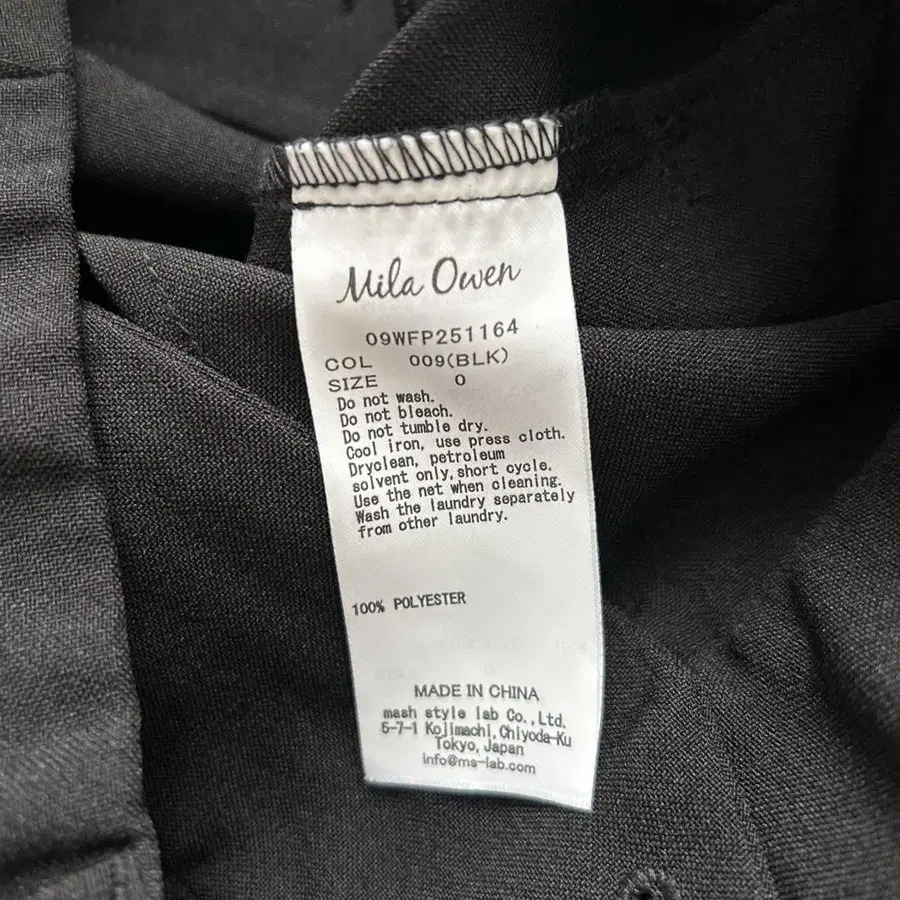 Mila Owen
09WFP251164
COL 009(BLK)
SIZE 0
Do not wash.
Do not bleach.
Do not tumble dry.
Cool iron, use press cloth.
Dryclean, petroleum
solvent only,short cycle.
Use the net when cleaning.
Wash the laundry separately
from other laundry.
100% POLYESTER
MADE IN CHINA
mash style lab Co.,Ltd.
5-7-1 Kojimachi,Chiyoda-Ku
Tokyo,Japan
info@ms-lab.com